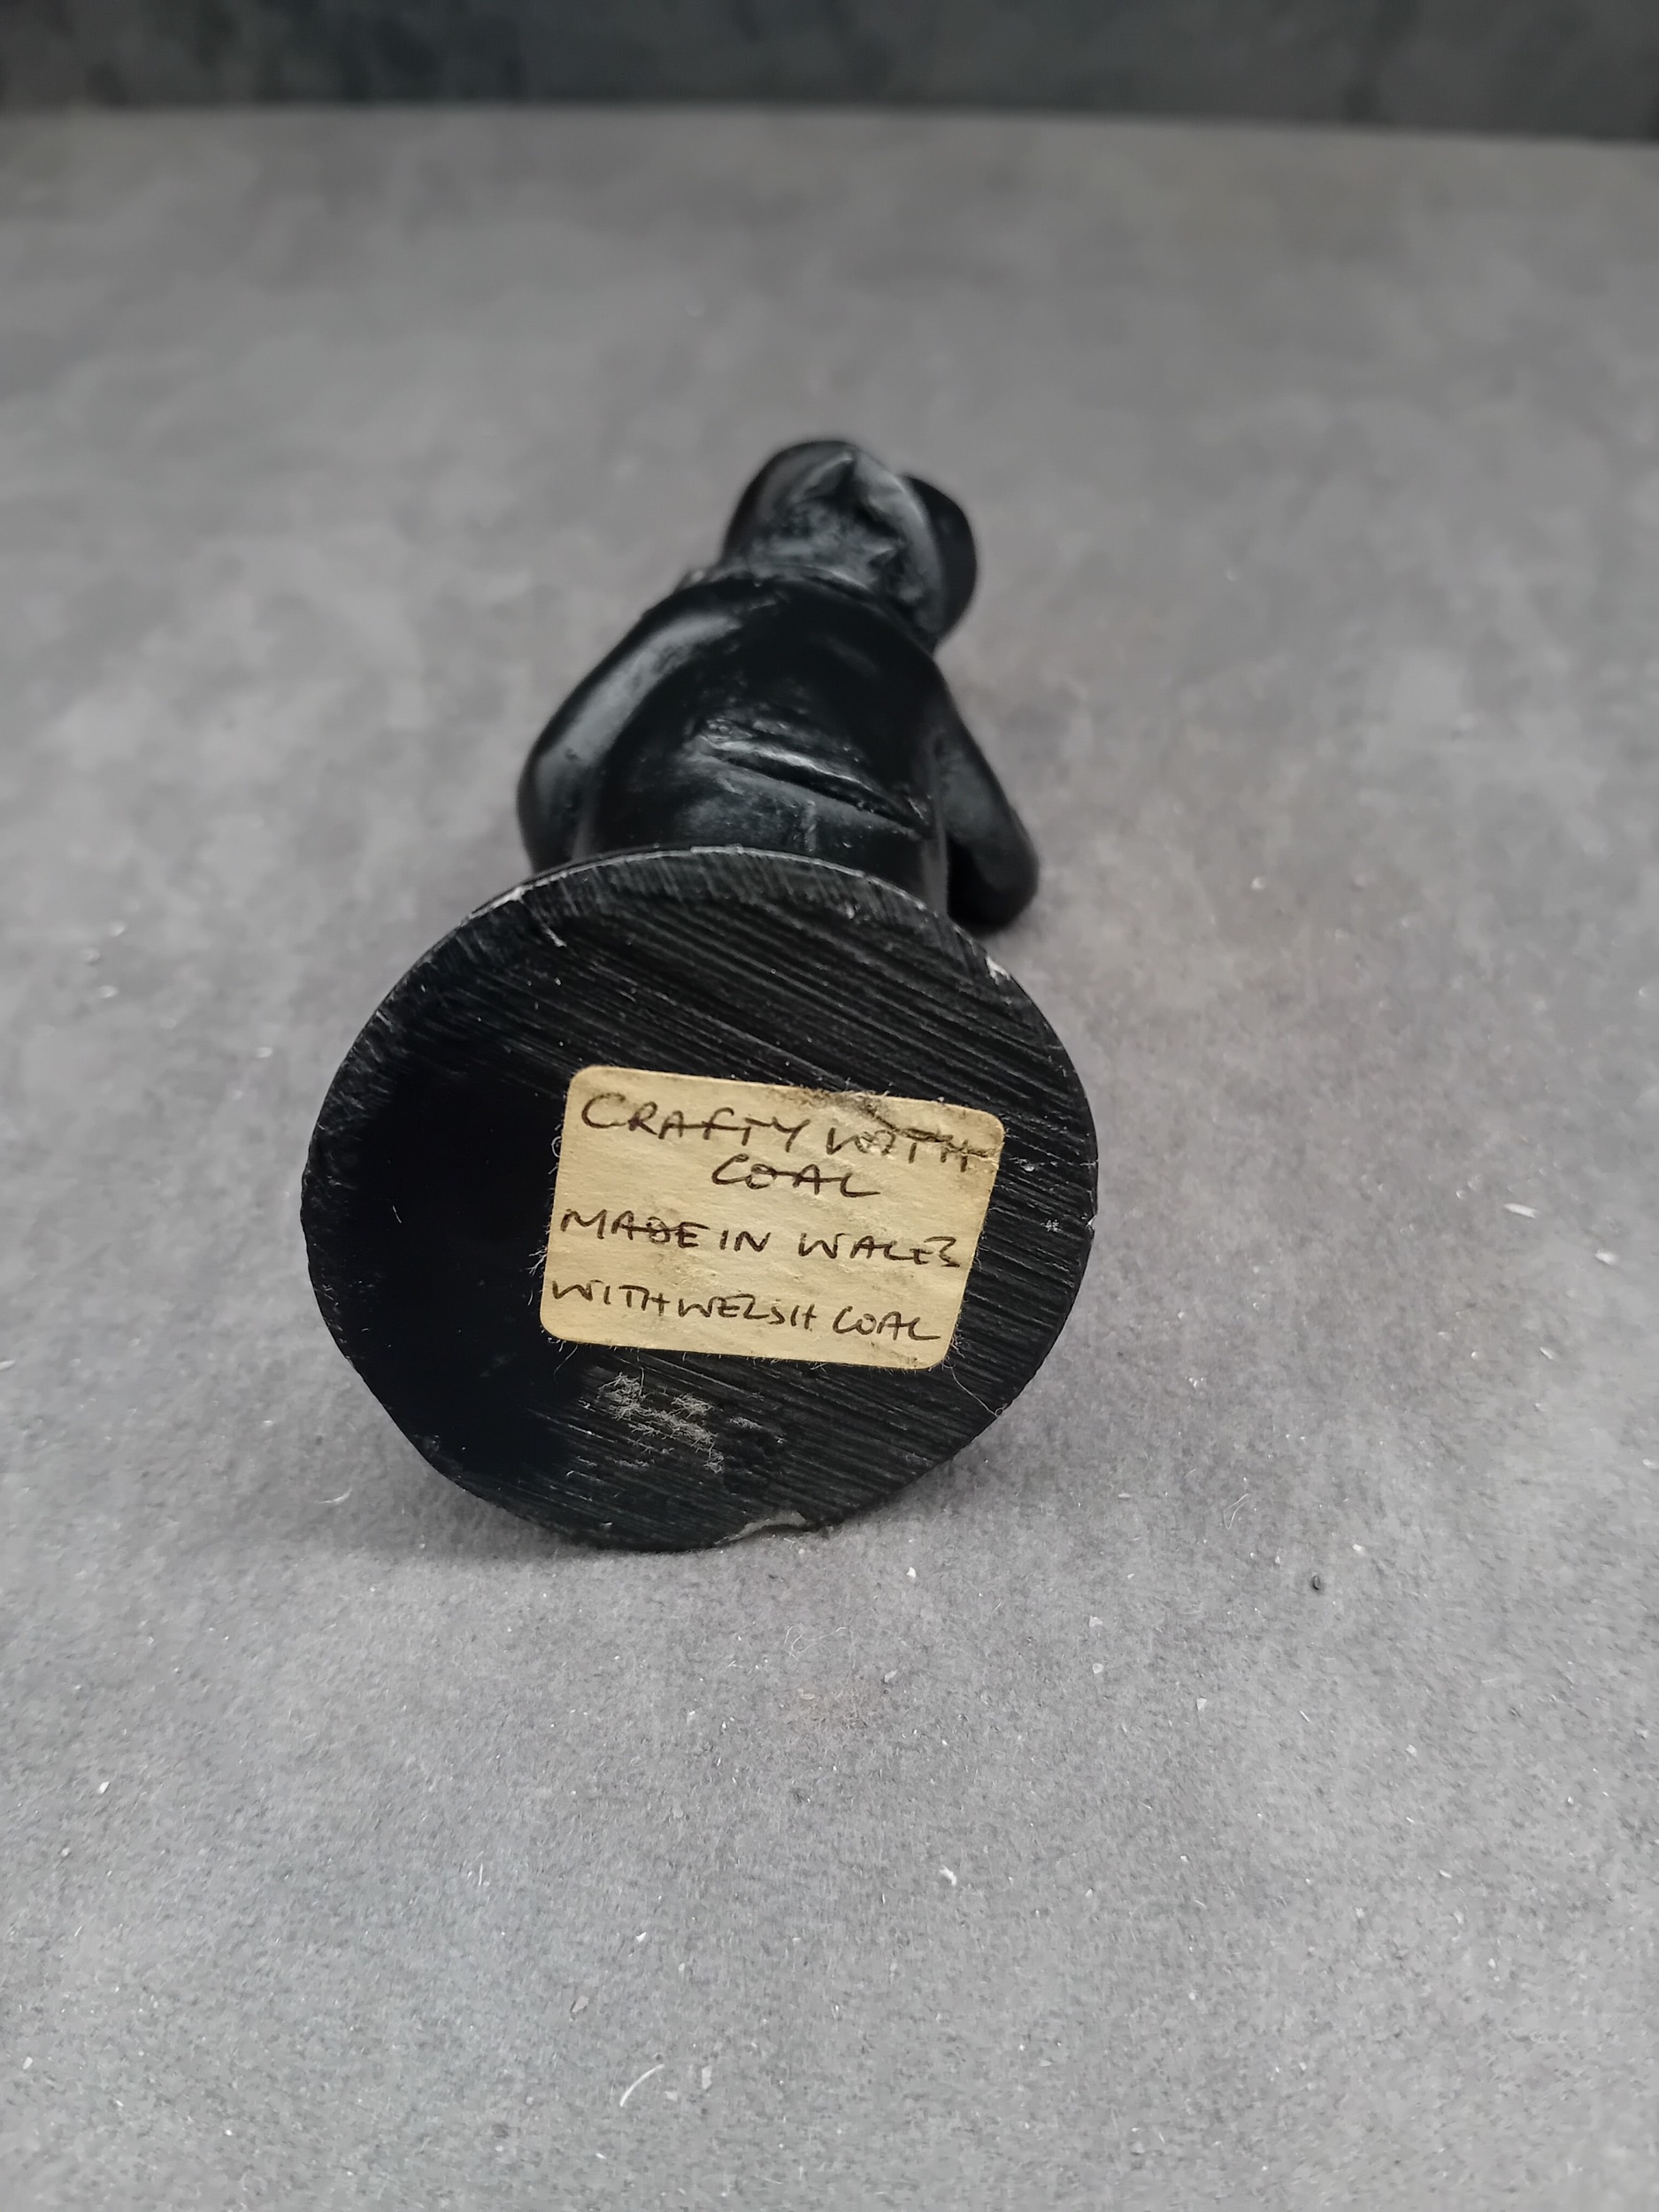 CRAFTY WITH
COAL
MADE IN WALES
WITH WELSH COAL